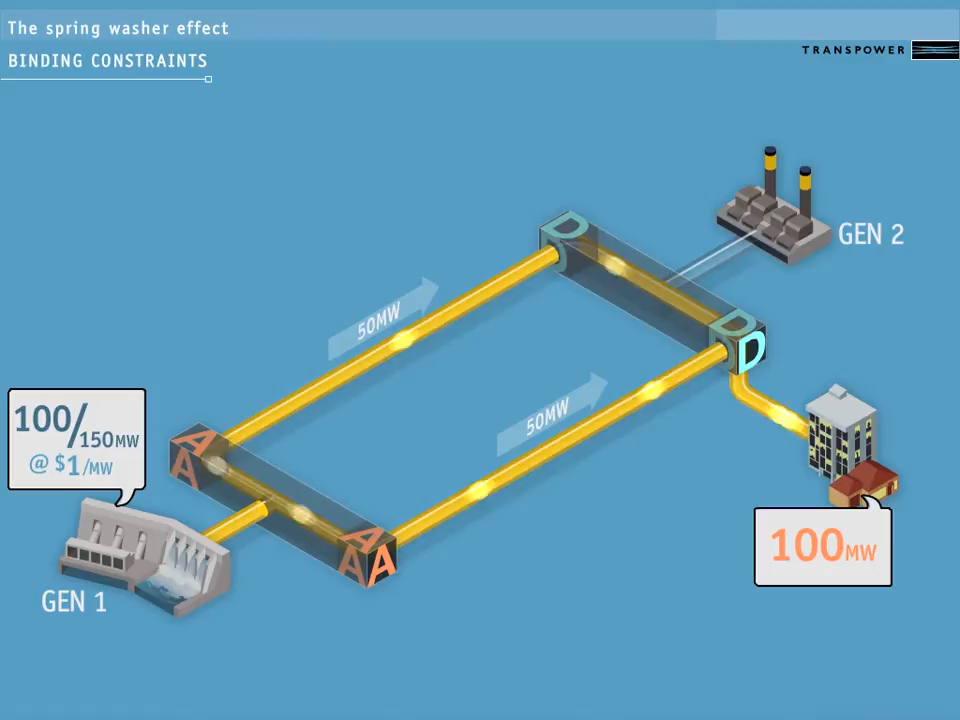 The spring washer effect
BINDING CONSTRAINTS
TRANSPOWER
GEN 2
D
D
D
50MW
50MW
100/150MW
@ $1/MW
A
A
A
A
A
GEN 1
100MW